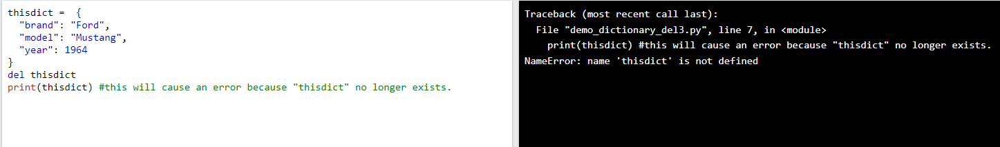 thisdict =  {
  "brand": "Ford",
  "model": "Mustang",
  "year": 1964
}
del thisdict
print(thisdict) #this will cause an error because "thisdict" no longer exists.
Traceback (most recent call last):
  File "demo_dictionary_del3.py", line 7, in <module>
    print(thisdict) #this will cause an error because "thisdict" no longer exists.
NameError: name 'thisdict' is not defined